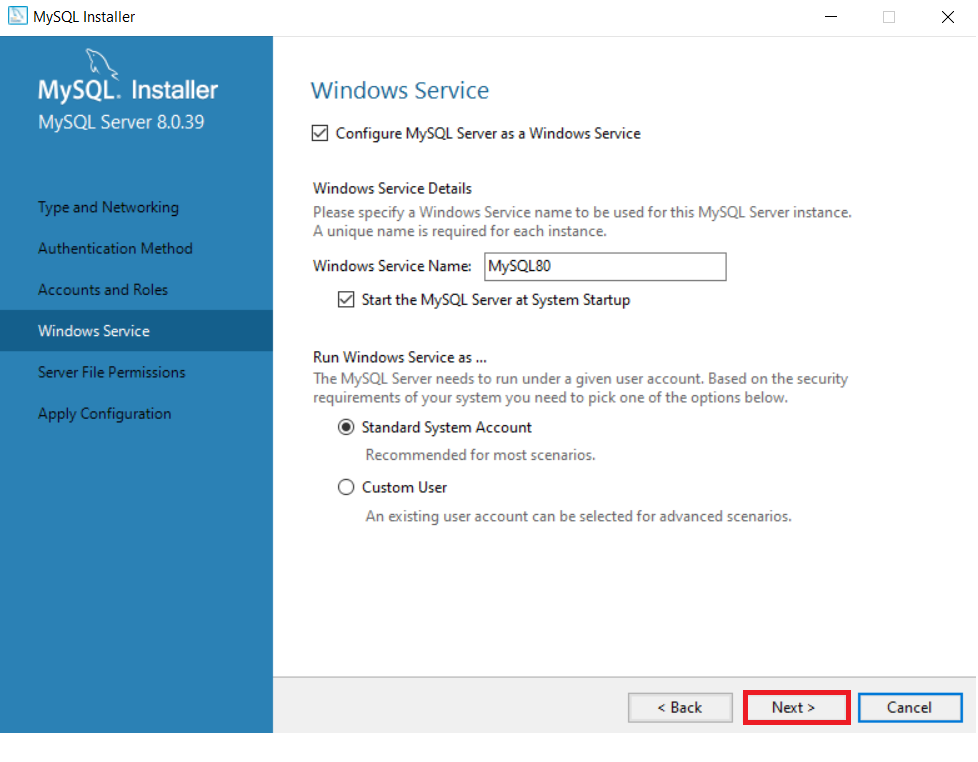 MySQL Installer
MySQL. Installer
MySQL Server 8.0.39
Type and Networking
Authentication Method
Accounts and Roles
Windows Service
Server File Permissions
Apply Configuration
Windows Service
Configure MySQL Server as a Windows Service
Windows Service Details
Please specify a Windows Service name to be used for this MySQL Server instance.
A unique name is required for each instance.
Windows Service Name: MySQL80
Start the MySQL Server at System Startup
Run Windows Service as ...
The MySQL Server needs to run under a given user account. Based on the security
requirements of your system you need to pick one of the options below.
Standard System Account
Recommended for most scenarios.
Custom User
An existing user account can be selected for advanced scenarios.
< Back Next > Cancel